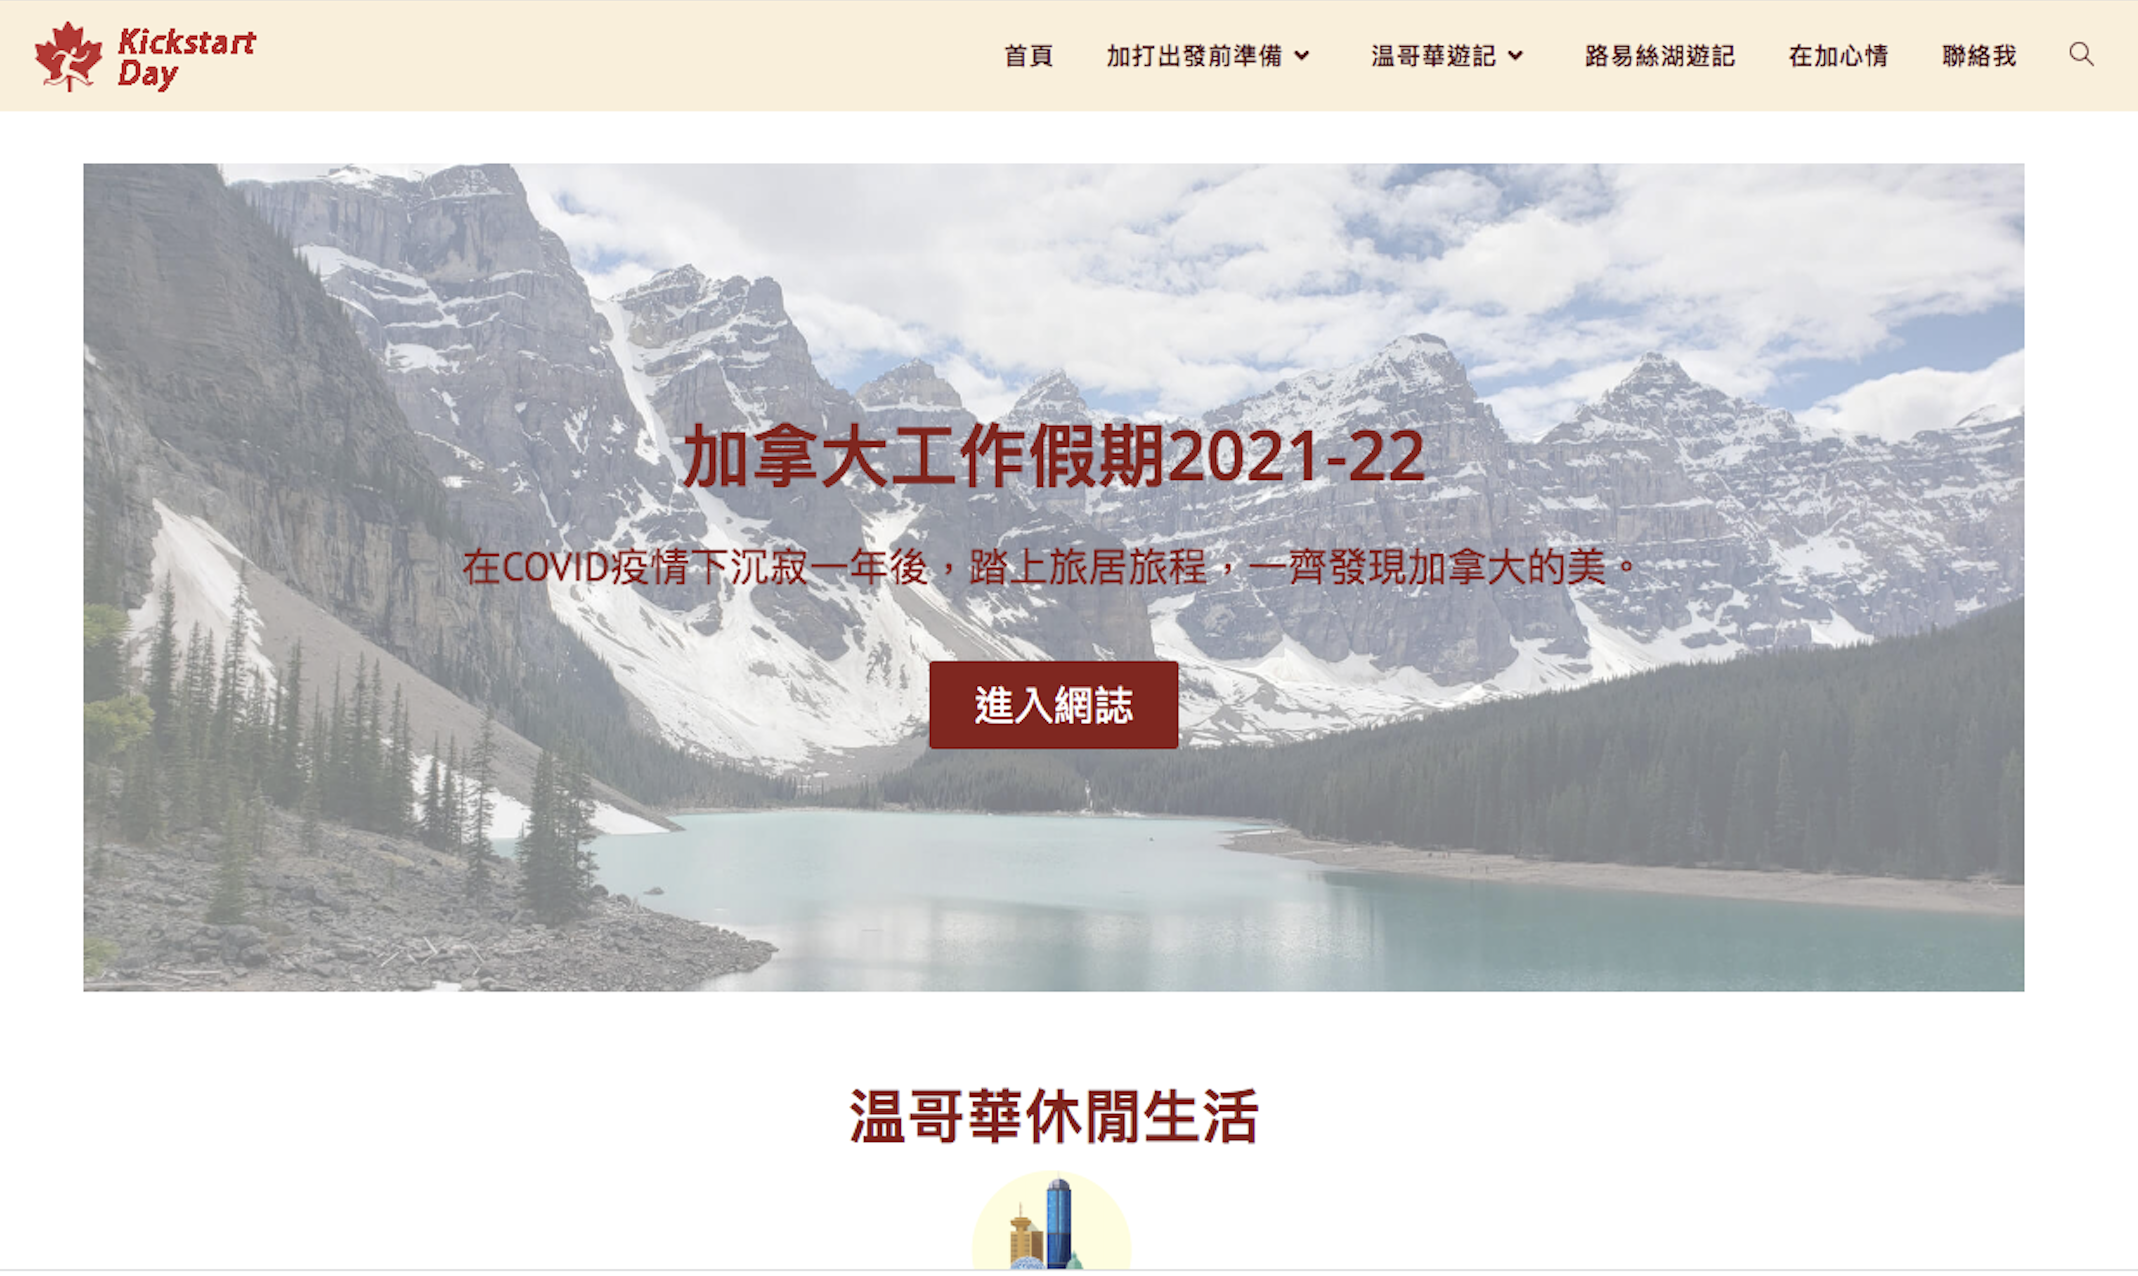 Kickstart
Day
首頁
加打出發前準備
温哥華遊記
路易絲湖遊記
在加心情
聯絡我
加拿大工作假期2021-22
在COVID疫情下沉寂一年後，踏上旅居旅程，一齊發現加拿大的美。
進入網誌
温哥華休閒生活